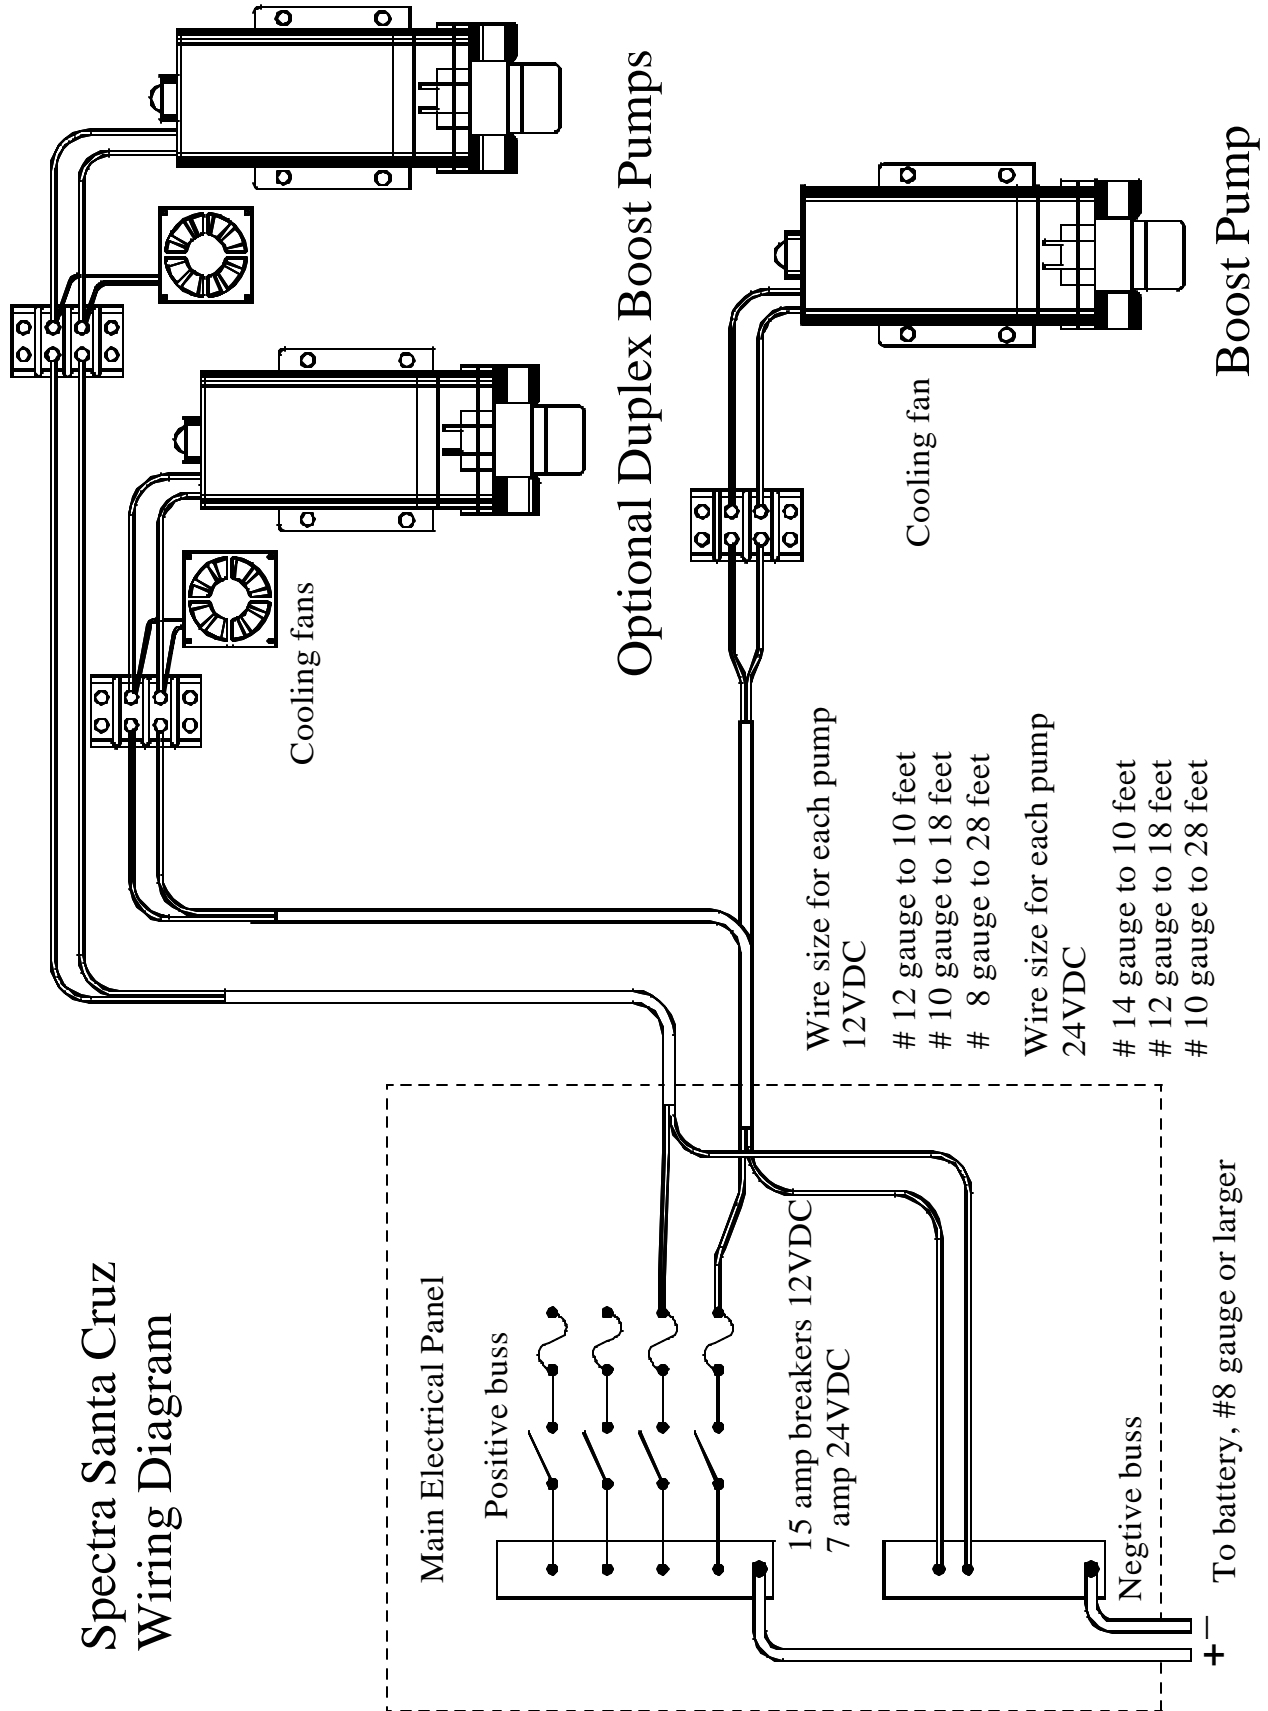 Spectra Santa Cruz
Wiring Diagram
Main Electrical Panel
Positive buss
15 amp breakers 12VDC
7 amp 24VDC
Negtive buss
+ –
To battery, #8 gauge or larger
Cooling fans
Optional Duplex Boost Pumps
Wire size for each pump
12VDC
# 12 gauge to 10 feet
# 10 gauge to 18 feet
# 8 gauge to 28 feet
Wire size for each pump
24VDC
# 14 gauge to 10 feet
# 12 gauge to 18 feet
# 10 gauge to 28 feet
Cooling fan
Boost Pump